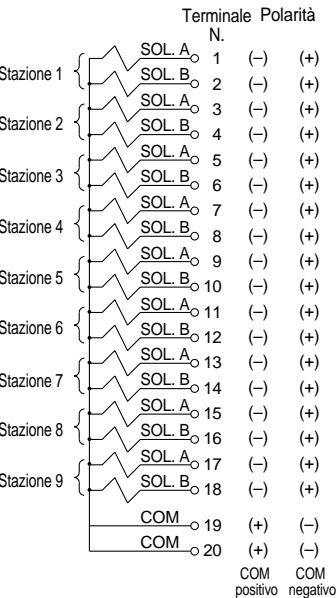 Terminale Polarità
N.
SOL. A 1 (–) (+)
Stazione 1
SOL. B 2 (–) (+)
SOL. A 3 (–) (+)
Stazione 2
SOL. B 4 (–) (+)
SOL. A 5 (–) (+)
Stazione 3
SOL. B 6 (–) (+)
SOL. A 7 (–) (+)
Stazione 4
SOL. B 8 (–) (+)
SOL. A 9 (–) (+)
Stazione 5
SOL. B 10 (–) (+)
SOL. A 11 (–) (+)
Stazione 6
SOL. B 12 (–) (+)
SOL. A 13 (–) (+)
Stazione 7
SOL. B 14 (–) (+)
SOL. A 15 (–) (+)
Stazione 8
SOL. B 16 (–) (+)
SOL. A 17 (–) (+)
Stazione 9
SOL. B 18 (–) (+)
COM 19 (+) (–)
COM 20 (+) (–)
COM COM
positivo negativo